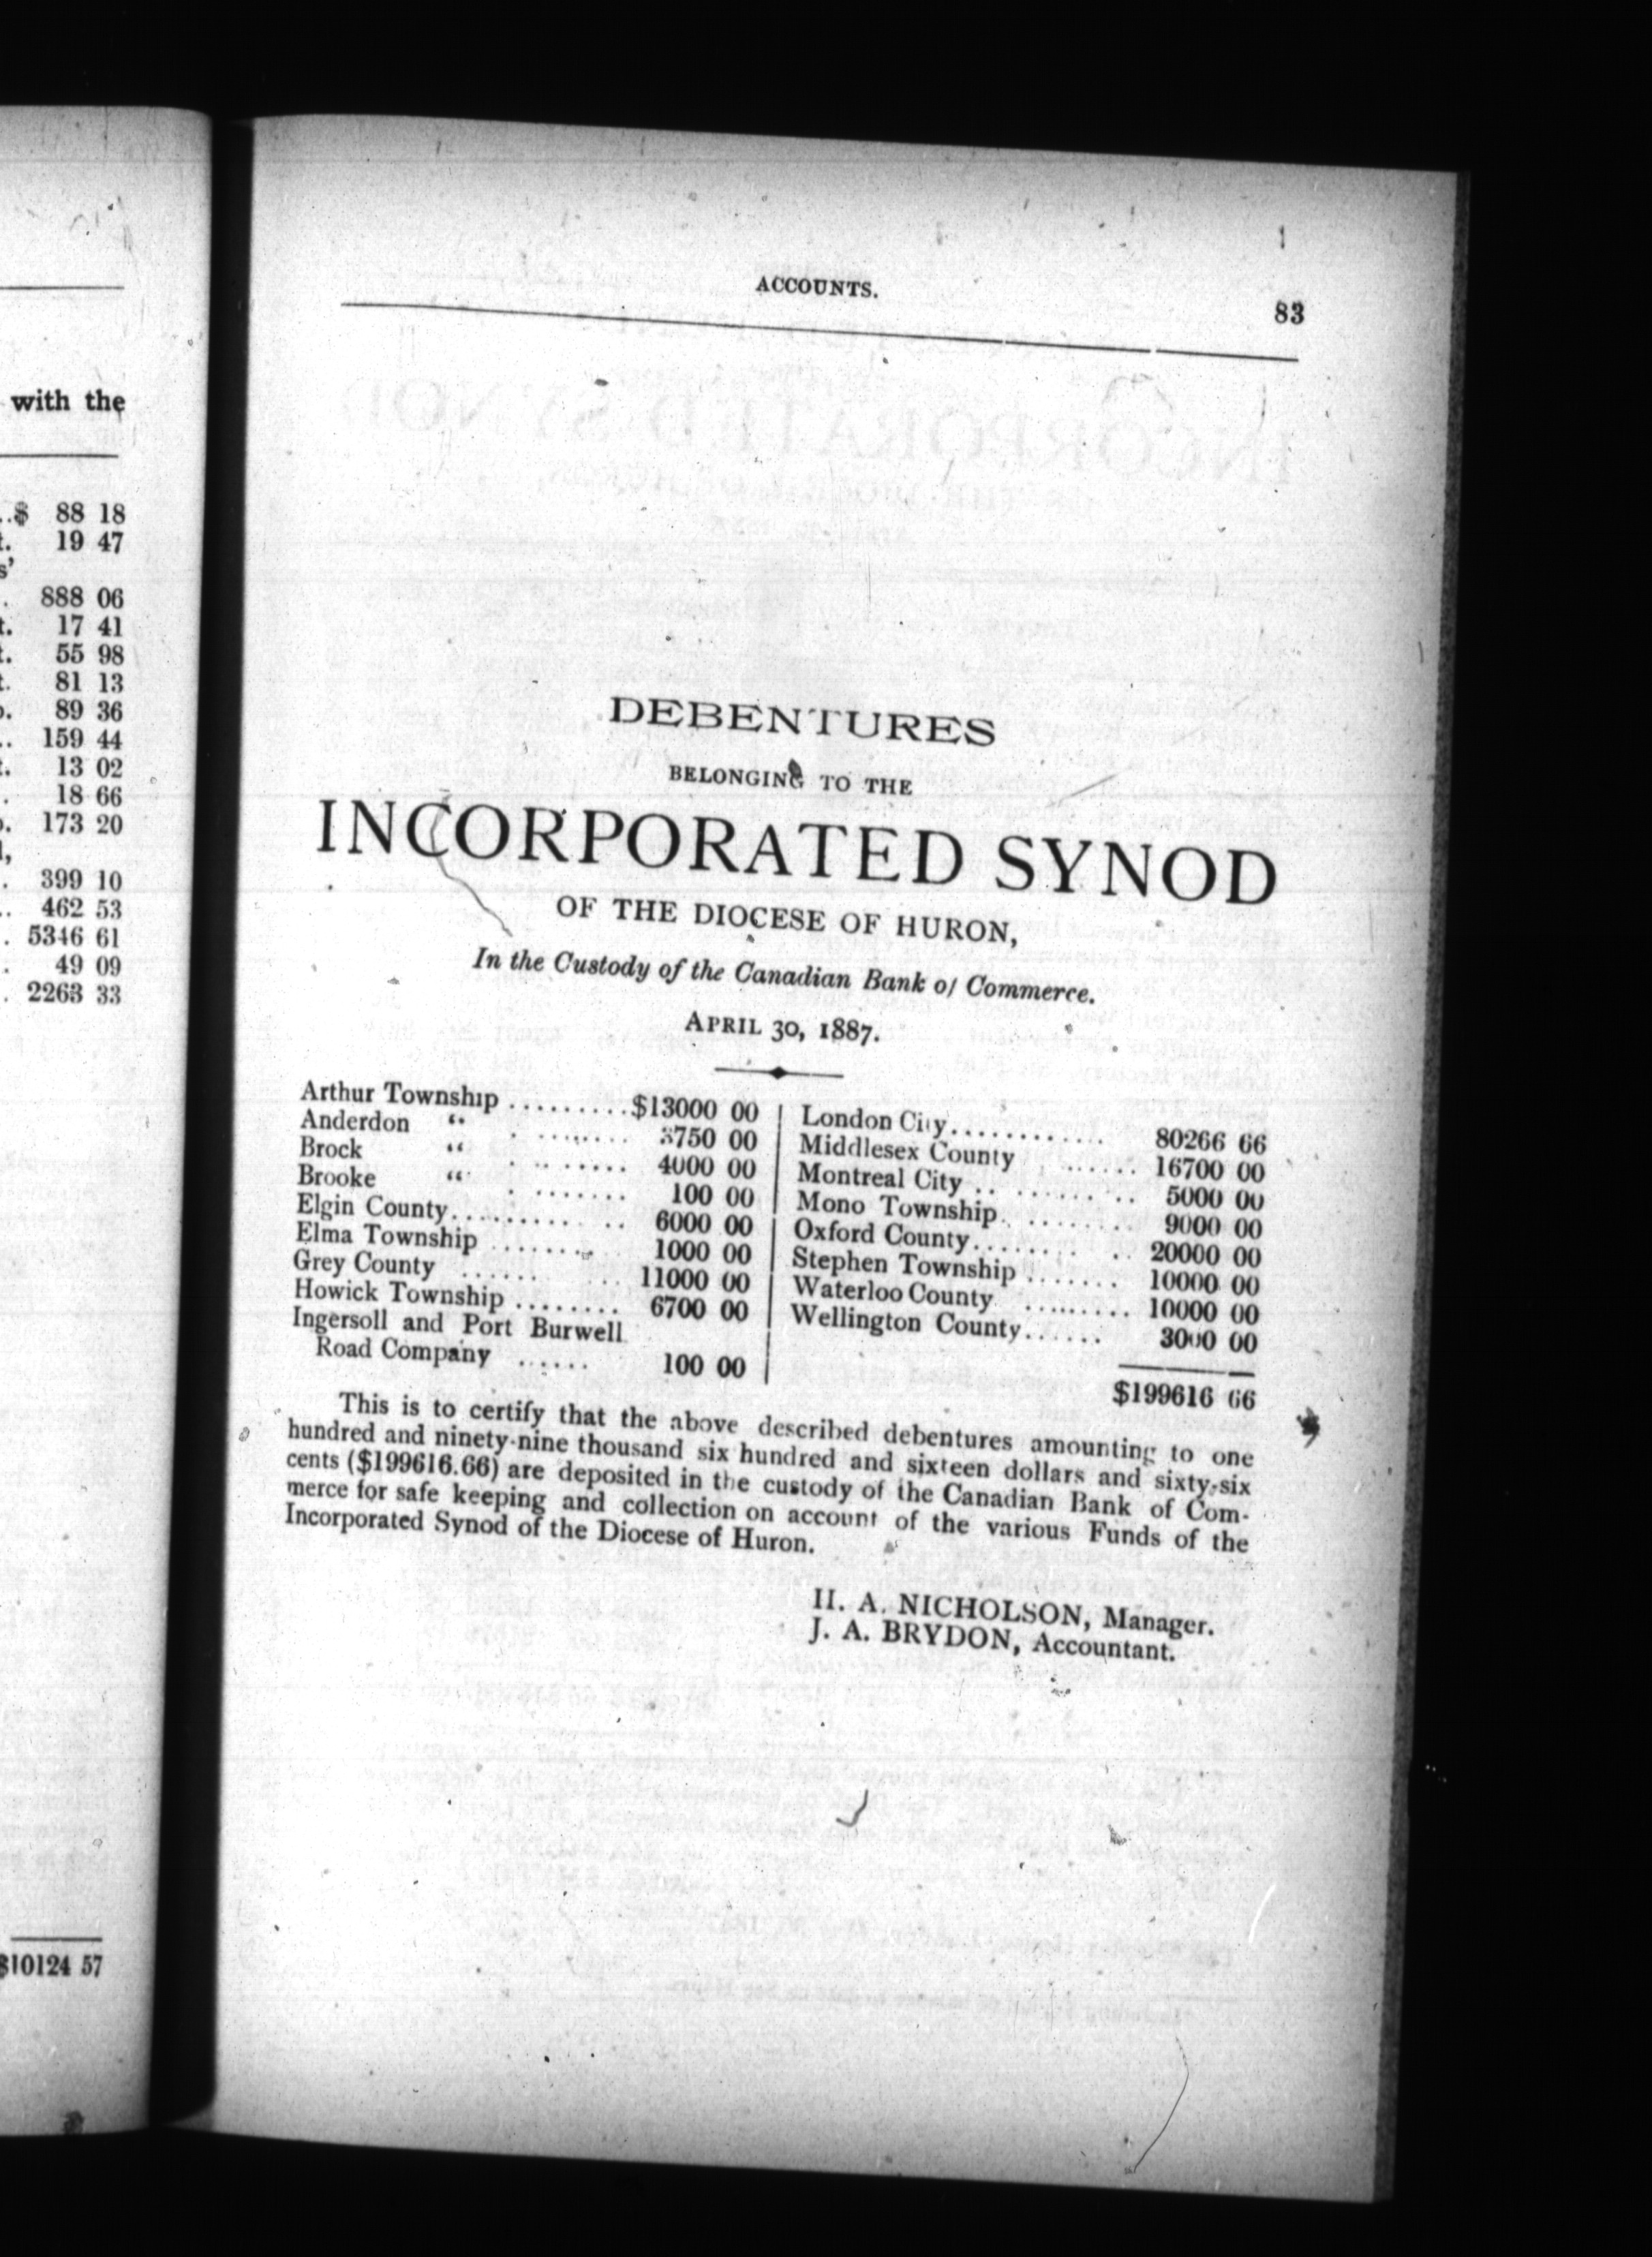 with the
..$ 88 18
t. 19 47
s'
. 888 06
t. 17 41
t. 55 98
t. 81 13
o. 89 36
.. 159 44
t. 13 02
. 18 66
o. 173 20
l,
. 399 10
.. 462 53
. 5346 61
. 49 09
. 2263 33
$10124 57
ACCOUNTS.
83
DEBENTURES
BELONGING TO THE
INCORPORATED SYNOD
OF THE DIOCESE OF HURON,
In the Custody of the Canadian Bank of Commerce.
APRIL 30, 1887.
Arthur Township .........$13000 00
Anderdon “ . ........ 3750 00
Brock “ . ........ 4000 00
Brooke “ . ....... 100 00
Elgin County............. 6000 00
Elma Township ........ 1000 00
Grey County ...... ... 11000 00
Howick Township ........ 6700 00
Ingersoll and Port Burwell
Road Company ...... 100 00
London City............ 80266 66
Middlesex County ...... 16700 00
Montreal City .. ........ 5000 00
Mono Township. ....... 9000 00
Oxford County....... .. 20000 00
Stephen Township ....... 10000 00
Waterloo County ......... 10000 00
Wellington County...... 3000 00
$199616 66
This is to certify that the above described debentures amounting to one
hundred and ninety-nine thousand six hundred and sixteen dollars and sixty-six
cents ($199616.66) are deposited in the custody of the Canadian Bank of Com-
merce for safe keeping and collection on account of the various Funds of the
Incorporated Synod of the Diocese of Huron.
H. A. NICHOLSON, Manager.
J. A. BRYDON, Accountant.